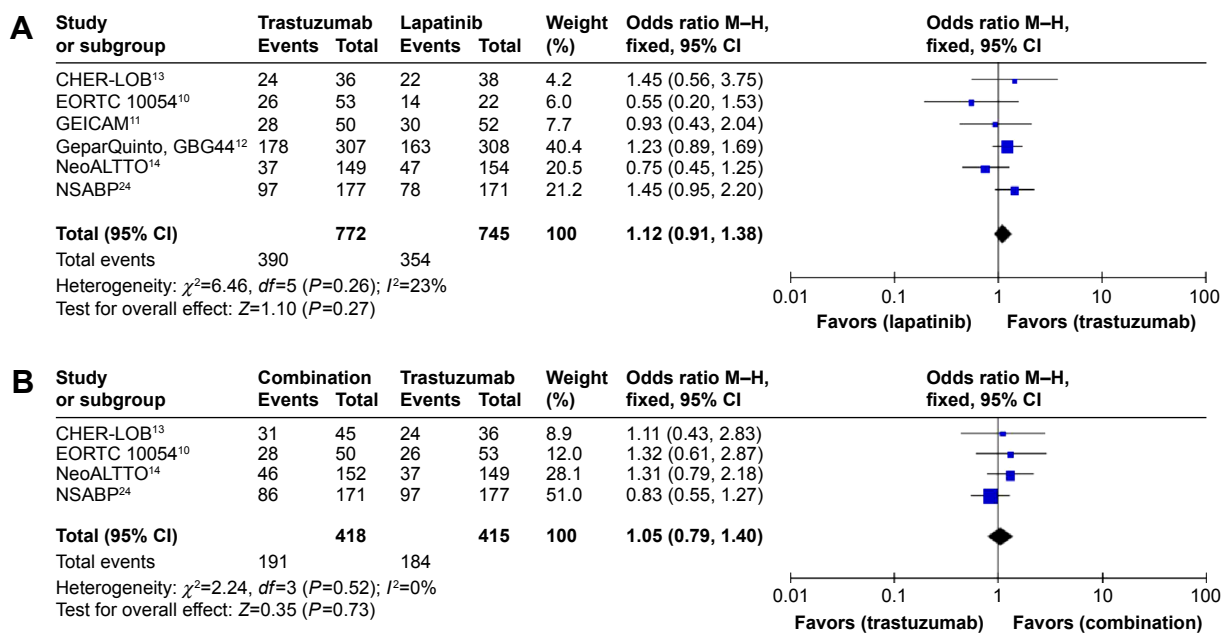 A
Study Trastuzumab Lapatinib Weight Odds ratio M–H, Odds ratio M–H,
or subgroup Events Total Events Total (%) fixed, 95% CI fixed, 95% CI
CHER-LOB¹³ 24 36 22 38 4.2 1.45 (0.56, 3.75)
EORTC 10054¹⁰ 26 53 14 22 6.0 0.55 (0.20, 1.53)
GEICAM¹¹ 28 50 30 52 7.7 0.93 (0.43, 2.04)
GeparQuinto, GBG44¹² 178 307 163 308 40.4 1.23 (0.89, 1.69)
NeoALTTO¹⁴ 37 149 47 154 20.5 0.75 (0.45, 1.25)
NSABP²⁴ 97 177 78 171 21.2 1.45 (0.95, 2.20)
Total (95% CI) 772 745 100 1.12 (0.91, 1.38)
Total events 390 354
Heterogeneity: χ²=6.46, df=5 (P=0.26); I²=23%
Test for overall effect: Z=1.10 (P=0.27)
0.01 0.1 1 10 100
Favors (lapatinib) Favors (trastuzumab)
B
Study Combination Trastuzumab Weight Odds ratio M–H, Odds ratio M–H,
or subgroup Events Total Events Total (%) fixed, 95% CI fixed, 95% CI
CHER-LOB¹³ 31 45 24 36 8.9 1.11 (0.43, 2.83)
EORTC 10054¹⁰ 28 50 26 53 12.0 1.32 (0.61, 2.87)
NeoALTTO¹⁴ 46 152 37 149 28.1 1.31 (0.79, 2.18)
NSABP²⁴ 86 171 97 177 51.0 0.83 (0.55, 1.27)
Total (95% CI) 418 415 100 1.05 (0.79, 1.40)
Total events 191 184
Heterogeneity: χ²=2.24, df=3 (P=0.52); I²=0%
Test for overall effect: Z=0.35 (P=0.73)
0.01 0.1 1 10 100
Favors (trastuzumab) Favors (combination)